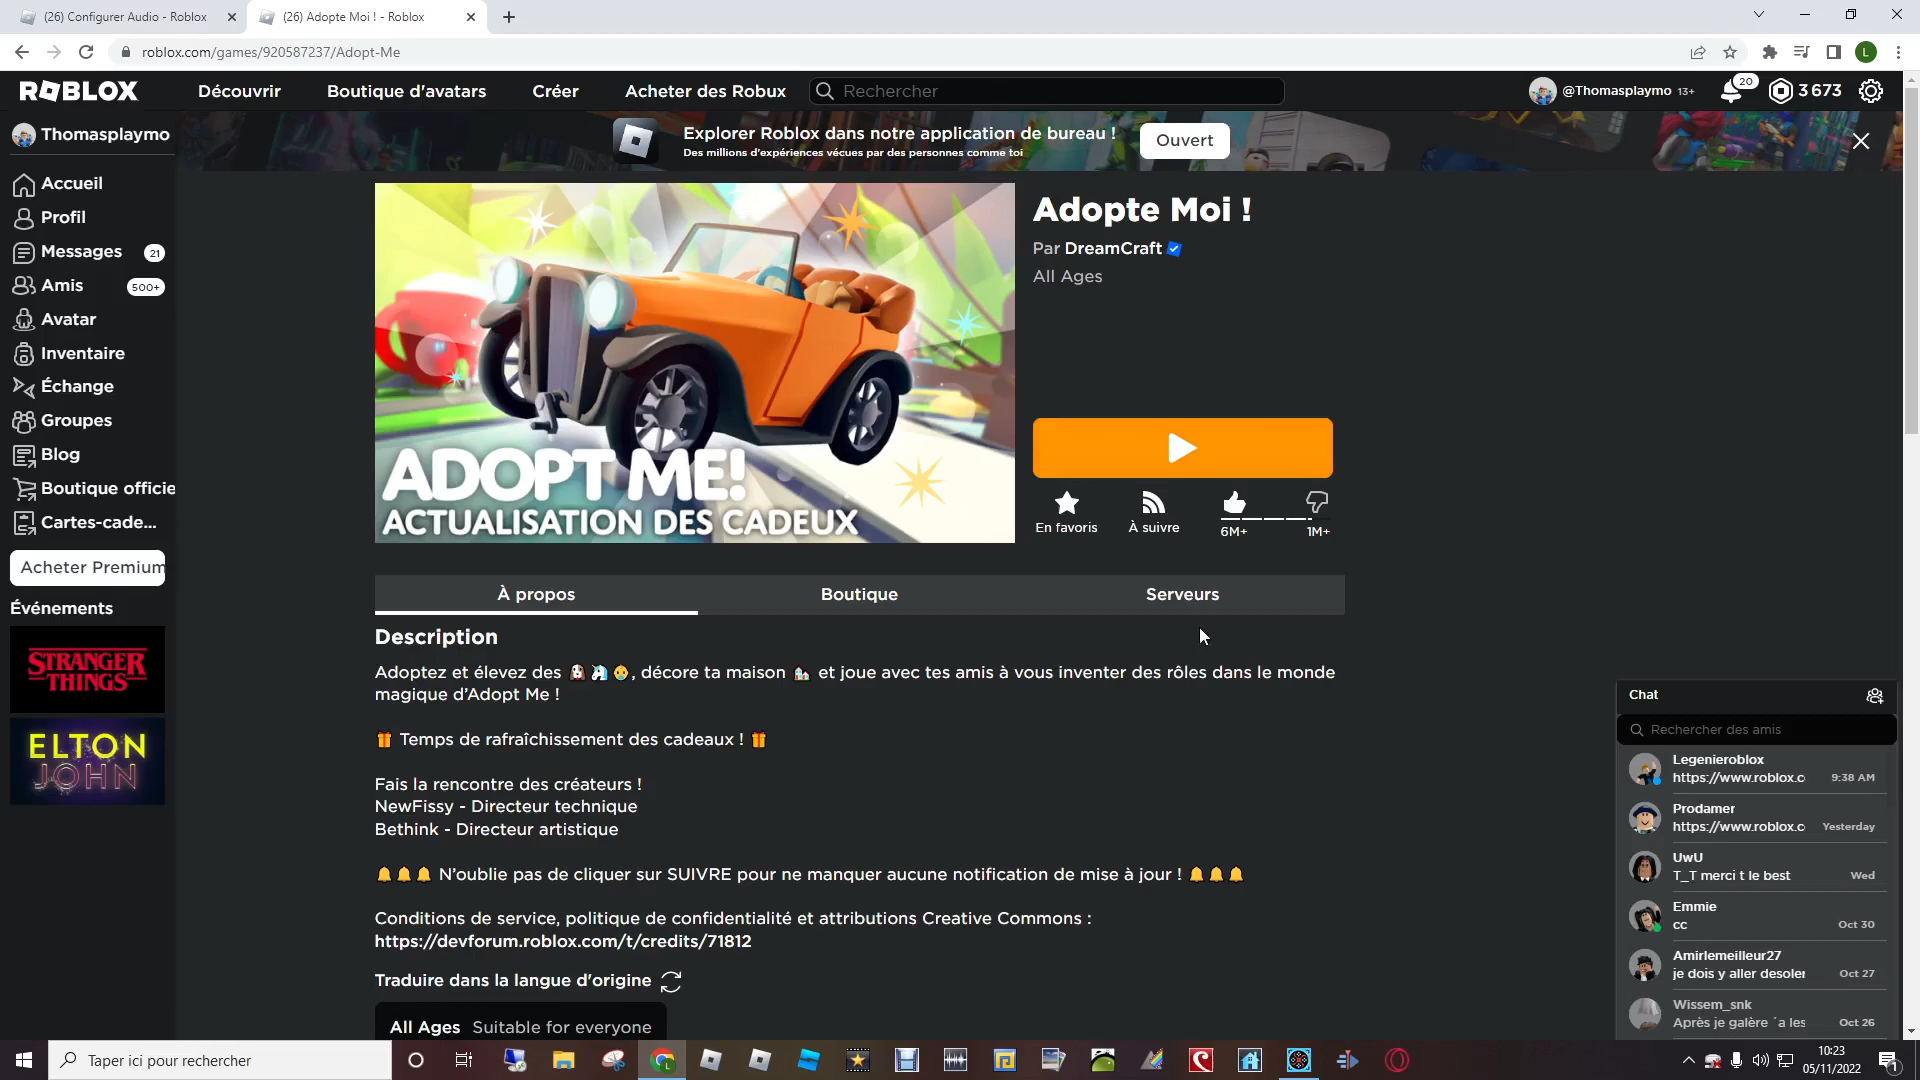 (26) Configurer Audio - Roblox
(26) Adopte Moi ! - Roblox
roblox.com/games/920587237/Adopt-Me
L
ROBLOX
Découvrir
Boutique d'avatars
Créer
Acheter des Robux
Rechercher
@Thomasplaymo 13+
20
3 673
Thomasplaymo
Explorer Roblox dans notre application de bureau !
Des millions d'expériences vécues par des personnes comme toi
Ouvert
Accueil
Profil
Messages 21
Amis 500+
Avatar
Inventaire
Échange
Groupes
Blog
Boutique officie
Cartes-cade...
Acheter Premium
Événements
STRANGER
THINGS
ELTON
JOHN
ADOPT ME!
ACTUALISATION DES CADEUX
Adopte Moi !
Par DreamCraft
All Ages
En favoris
À suivre
6M+
1M+
À propos
Boutique
Serveurs
Description
Adoptez et élevez des 🐶🦄👶, décore ta maison 🏘️ et joue avec tes amis à vous inventer des rôles dans le monde
magique d’Adopt Me !
🎁 Temps de rafraîchissement des cadeaux ! 🎁
Fais la rencontre des créateurs !
NewFissy - Directeur technique
Bethink - Directeur artistique
🔔🔔🔔 N’oublie pas de cliquer sur SUIVRE pour ne manquer aucune notification de mise à jour ! 🔔🔔🔔
Conditions de service, politique de confidentialité et attributions Creative Commons :
https://devforum.roblox.com/t/credits/71812
Traduire dans la langue d'origine
All Ages Suitable for everyone
Chat
Rechercher des amis
Legenieroblox
https://www.roblox.c 9:38 AM
Prodamer
https://www.roblox.c Yesterday
UwU
T_T merci t le best Wed
Emmie
cc Oct 30
Amirlemeilleur27
je dois y aller desoler Oct 27
Wissem_snk
Après je galère ´a les Oct 26
Taper ici pour rechercher
10:23
05/11/2022
1